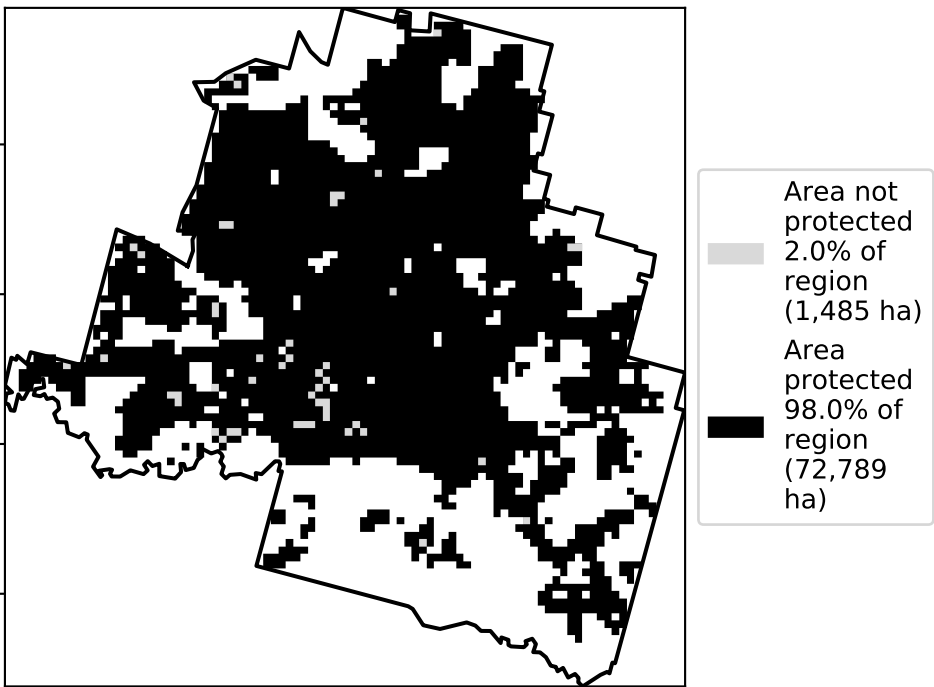 Area not
protected
2.0% of
region
(1,485 ha)
Area
protected
98.0% of
region
(72,789
ha)